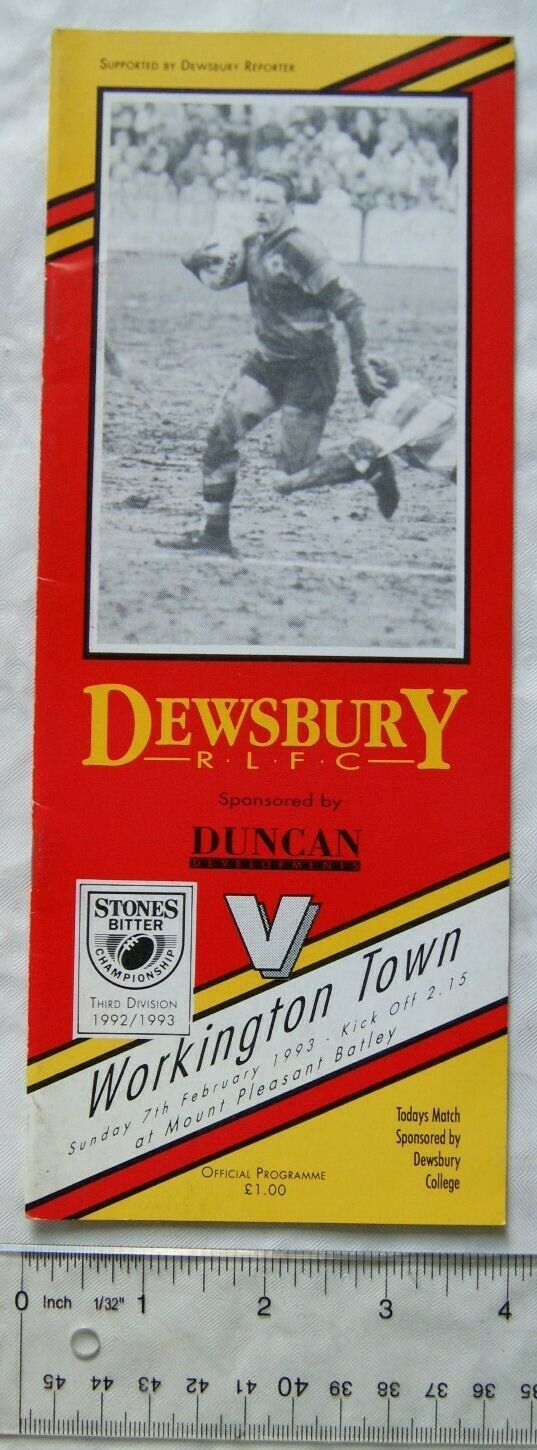 Supported by Dewsbury Reporter
DEWSBURY
R·L·F·C
Sponsored by
DUNCAN
DEVELOPMENTS
V
STONES
BITTER
CHAMPIONSHIP
Third Division
1992/1993
Workington Town
Sunday 7th February 1993 - Kick Off 2.15
at Mount Pleasant Batley
Todays Match
Sponsored by
Dewsbury
College
Official Programme
£1.00
0 Inch 1/32" 1 2 3 4
45 44 43 42 41 40 39 38 37 36 35